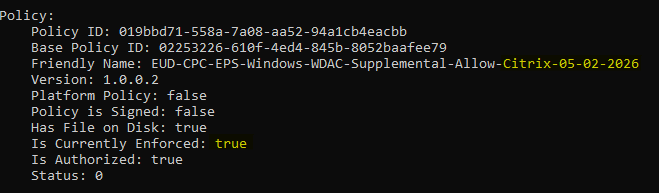 Policy:
Policy ID: 019bbd71-558a-7a08-aa52-94a1cb4eacbb
Base Policy ID: 02253226-610f-4ed4-845b-8052baafee79
Friendly Name: EUD-CPC-EPS-Windows-WDAC-Supplemental-Allow-Citrix-05-02-2026
Version: 1.0.0.2
Platform Policy: false
Policy is Signed: false
Has File on Disk: true
Is Currently Enforced: true
Is Authorized: true
Status: 0